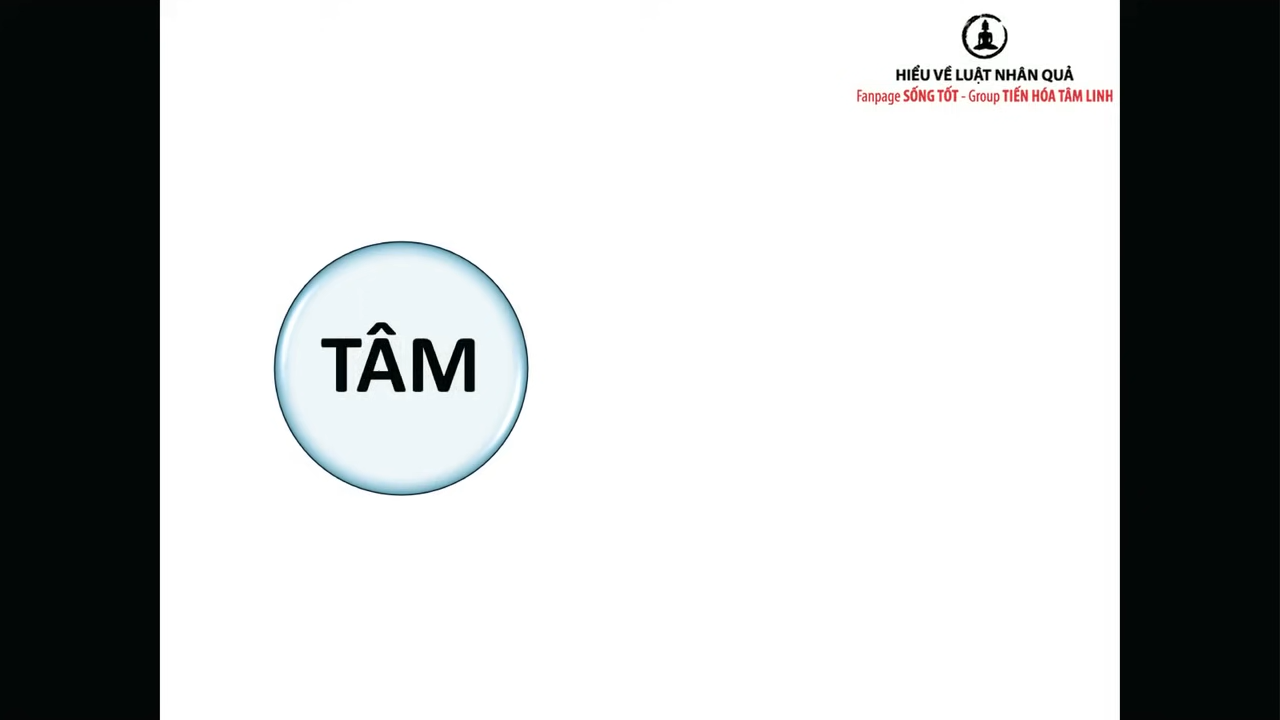 HIỂU VỀ LUẬT NHÂN QUẢ
Fanpage SỐNG TỐT - Group TIẾN HÓA TÂM LINH
TÂM